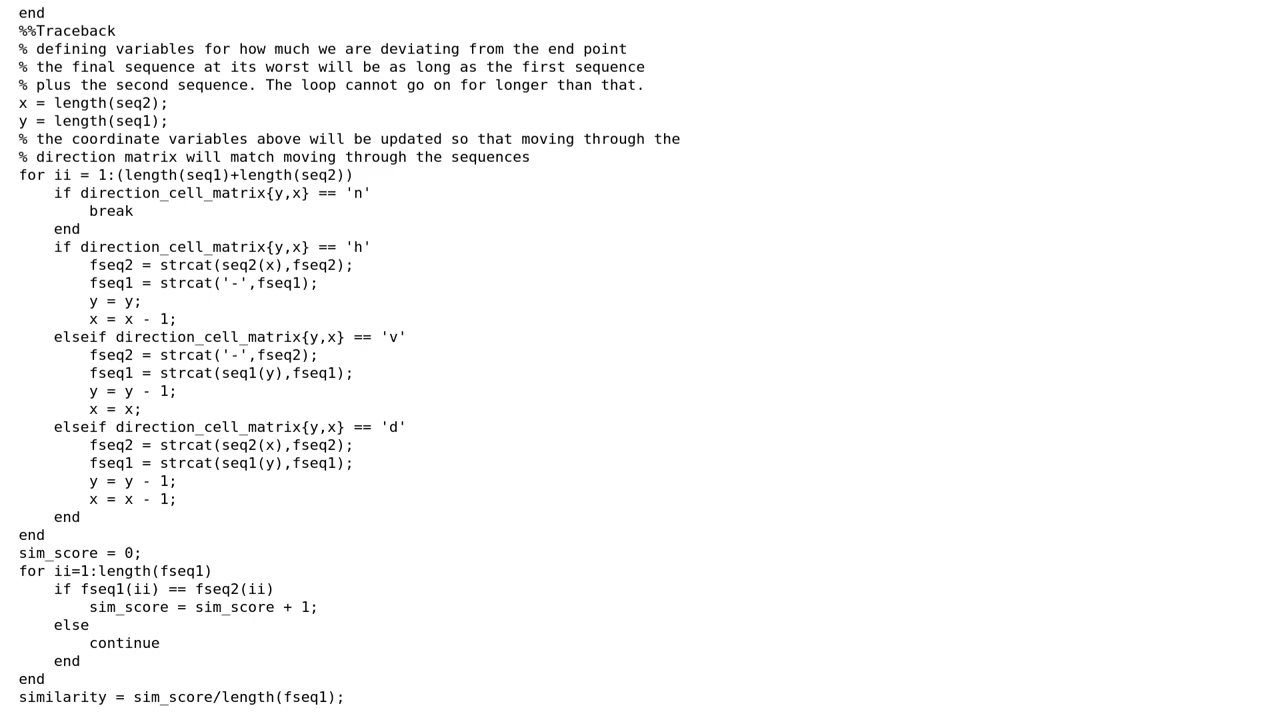 end
%%Traceback
% defining variables for how much we are deviating from the end point
% the final sequence at its worst will be as long as the first sequence
% plus the second sequence. The loop cannot go on for longer than that.
x = length(seq2);
y = length(seq1);
% the coordinate variables above will be updated so that moving through the
% direction matrix will match moving through the sequences
for ii = 1:(length(seq1)+length(seq2))
    if direction_cell_matrix{y,x} == 'n'
        break
    end
    if direction_cell_matrix{y,x} == 'h'
        fseq2 = strcat(seq2(x),fseq2);
        fseq1 = strcat('-',fseq1);
        y = y;
        x = x - 1;
    elseif direction_cell_matrix{y,x} == 'v'
        fseq2 = strcat('-',fseq2);
        fseq1 = strcat(seq1(y),fseq1);
        y = y - 1;
        x = x;
    elseif direction_cell_matrix{y,x} == 'd'
        fseq2 = strcat(seq2(x),fseq2);
        fseq1 = strcat(seq1(y),fseq1);
        y = y - 1;
        x = x - 1;
    end
end
sim_score = 0;
for ii=1:length(fseq1)
    if fseq1(ii) == fseq2(ii)
        sim_score = sim_score + 1;
    else
        continue
    end
end
similarity = sim_score/length(fseq1);